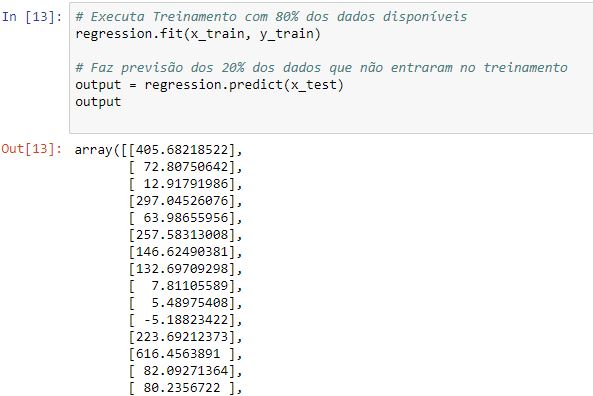 In [13]: # Executa Treinamento com 80% dos dados disponíveis
regression.fit(x_train, y_train)
# Faz previsão dos 20% dos dados que não entraram no treinamento
output = regression.predict(x_test)
output
Out[13]: array([[405.68218522],
[ 72.80750642],
[ 12.91791986],
[297.04526076],
[ 63.98655956],
[257.58313008],
[146.62490381],
[132.69709298],
[  7.81105589],
[  5.48975408],
[ -5.18823422],
[223.69212373],
[616.4563891 ],
[ 82.09271364],
[ 80.2356722 ],